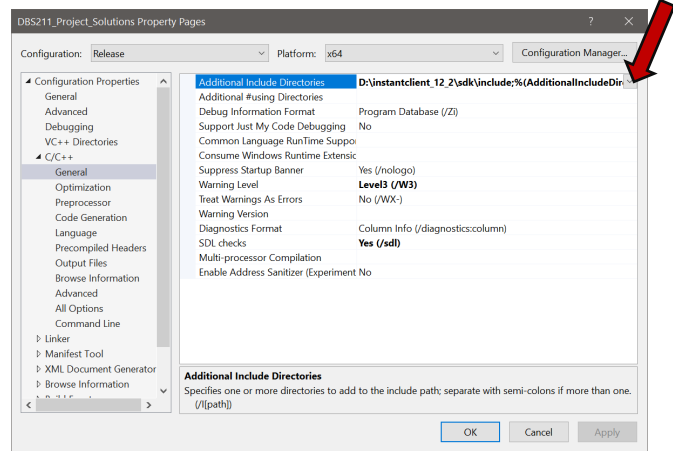 DBS211_Project_Solutions Property Pages ? ×
Configuration: Release Platform: x64 Configuration Manager...
Configuration Properties
General
Advanced
Debugging
VC++ Directories
C/C++
General
Optimization
Preprocessor
Code Generation
Language
Precompiled Headers
Output Files
Browse Information
Advanced
All Options
Command Line
Linker
Manifest Tool
XML Document Generator
Browse Information
Additional Include Directories D:\instantclient_12_2\sdk\include;%(AdditionalIncludeDir
Additional #using Directories
Debug Information Format Program Database (/Zi)
Support Just My Code Debugging No
Common Language RunTime Suppo
Consume Windows Runtime Extensic
Suppress Startup Banner Yes (/nologo)
Warning Level Level3 (/W3)
Treat Warnings As Errors No (/WX-)
Warning Version
Diagnostics Format Column Info (/diagnostics:column)
SDL checks Yes (/sdl)
Multi-processor Compilation
Enable Address Sanitizer (Experiment No
Additional Include Directories
Specifies one or more directories to add to the include path; separate with semi-colons if more than one.
(/I[path])
OK Cancel Apply